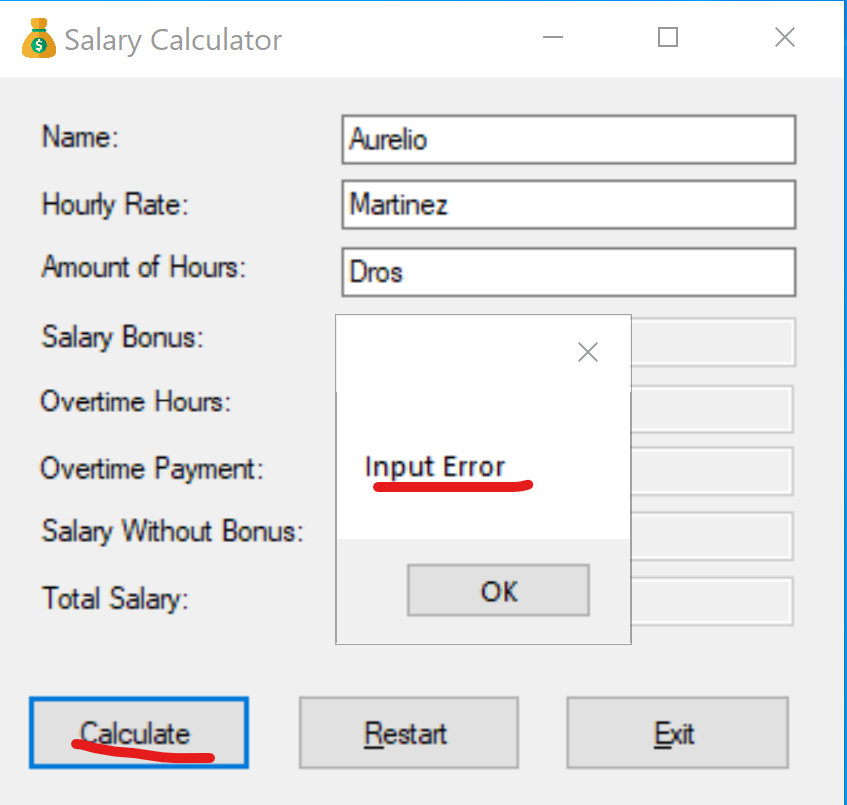 Salary Calculator
Name: Aurelio
Hourly Rate: Martinez
Amount of Hours: Dros
Salary Bonus:
Overtime Hours:
Input Error
Overtime Payment:
Salary Without Bonus:
OK
Total Salary:
Calculate Restart Exit